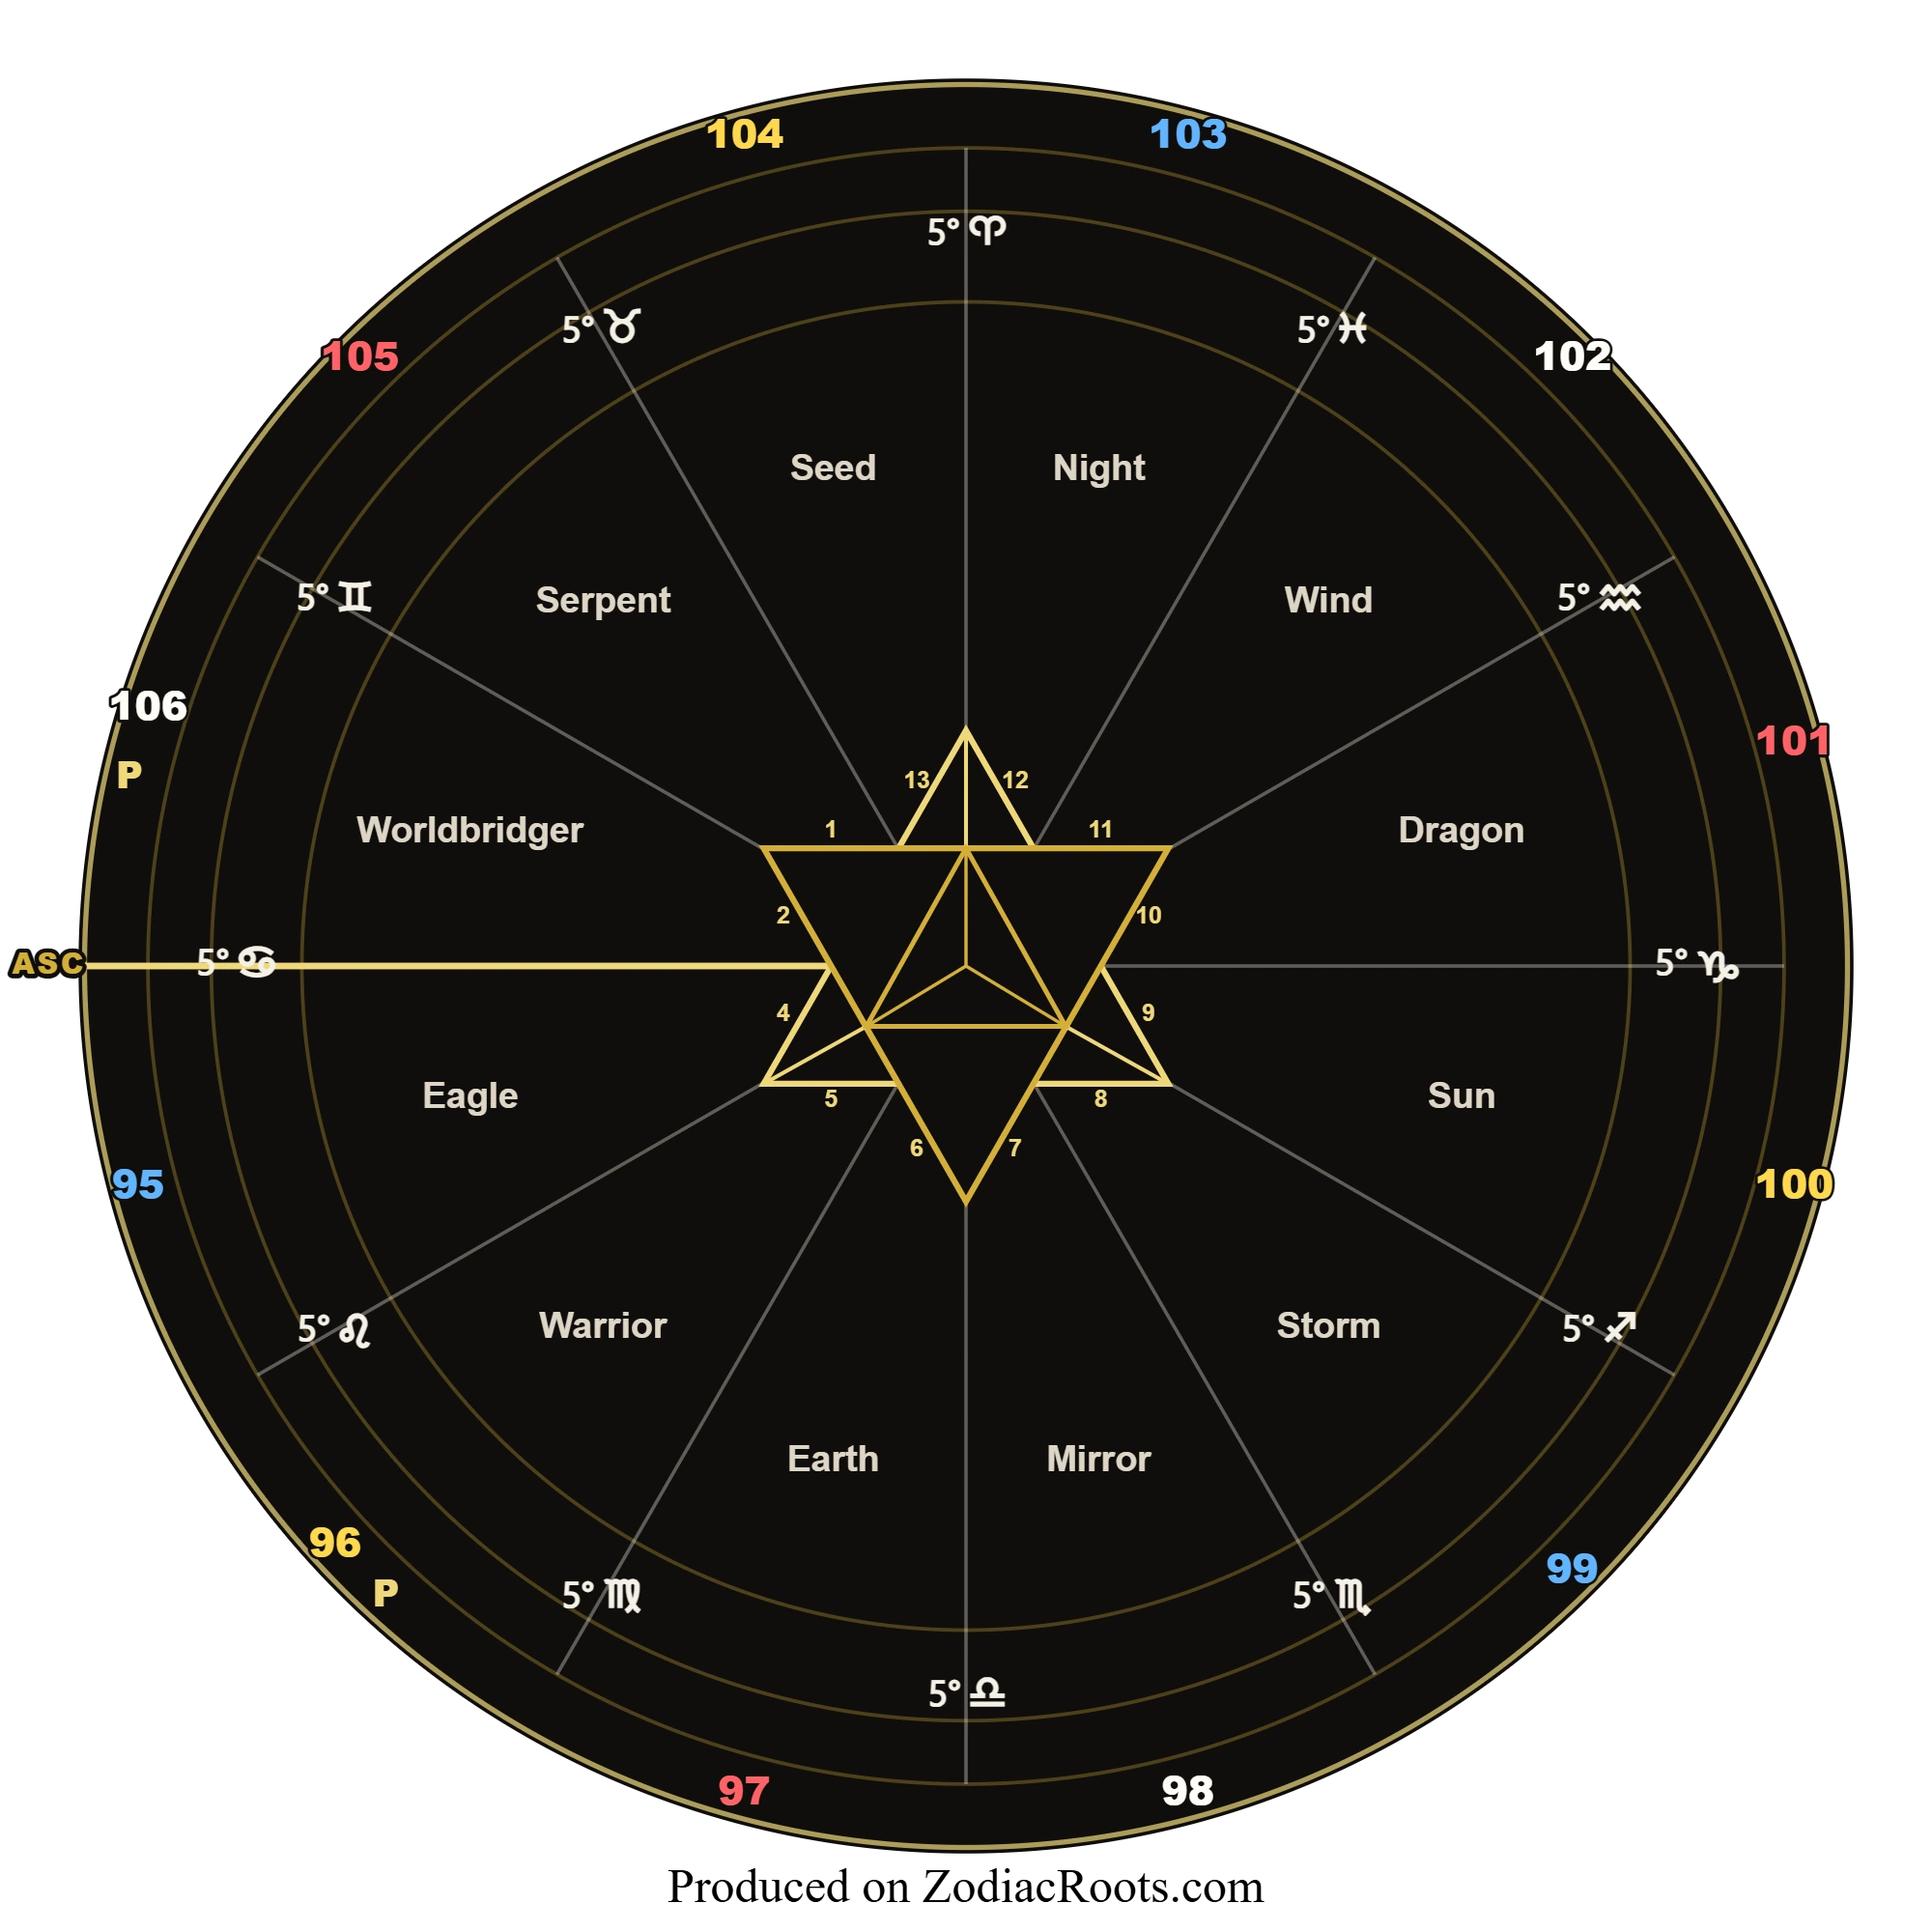 104
103
5° ♈
5° ♉
5° ♓
105
102
Seed
Night
5° ♊
5° ♒
Serpent
Wind
106
101
P
13
12
1
11
Worldbridger
Dragon
2
10
ASC
5° ♋
5° ♑
4
9
Eagle
Sun
5
8
6
7
95
100
5° ♌
5° ♐
Warrior
Storm
Earth
Mirror
96
99
P
5° ♍
5° ♏
5° ♎
97
98
Produced on ZodiacRoots.com